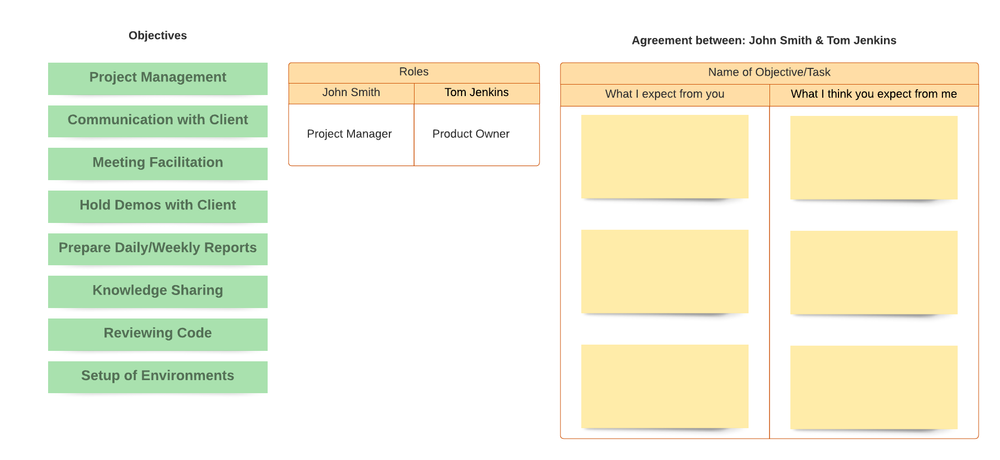 Objectives
Project Management
Communication with Client
Meeting Facilitation
Hold Demos with Client
Prepare Daily/Weekly Reports
Knowledge Sharing
Reviewing Code
Setup of Environments
Roles
John Smith
Tom Jenkins
Project Manager
Product Owner
Agreement between: John Smith & Tom Jenkins
Name of Objective/Task
What I expect from you
What I think you expect from me